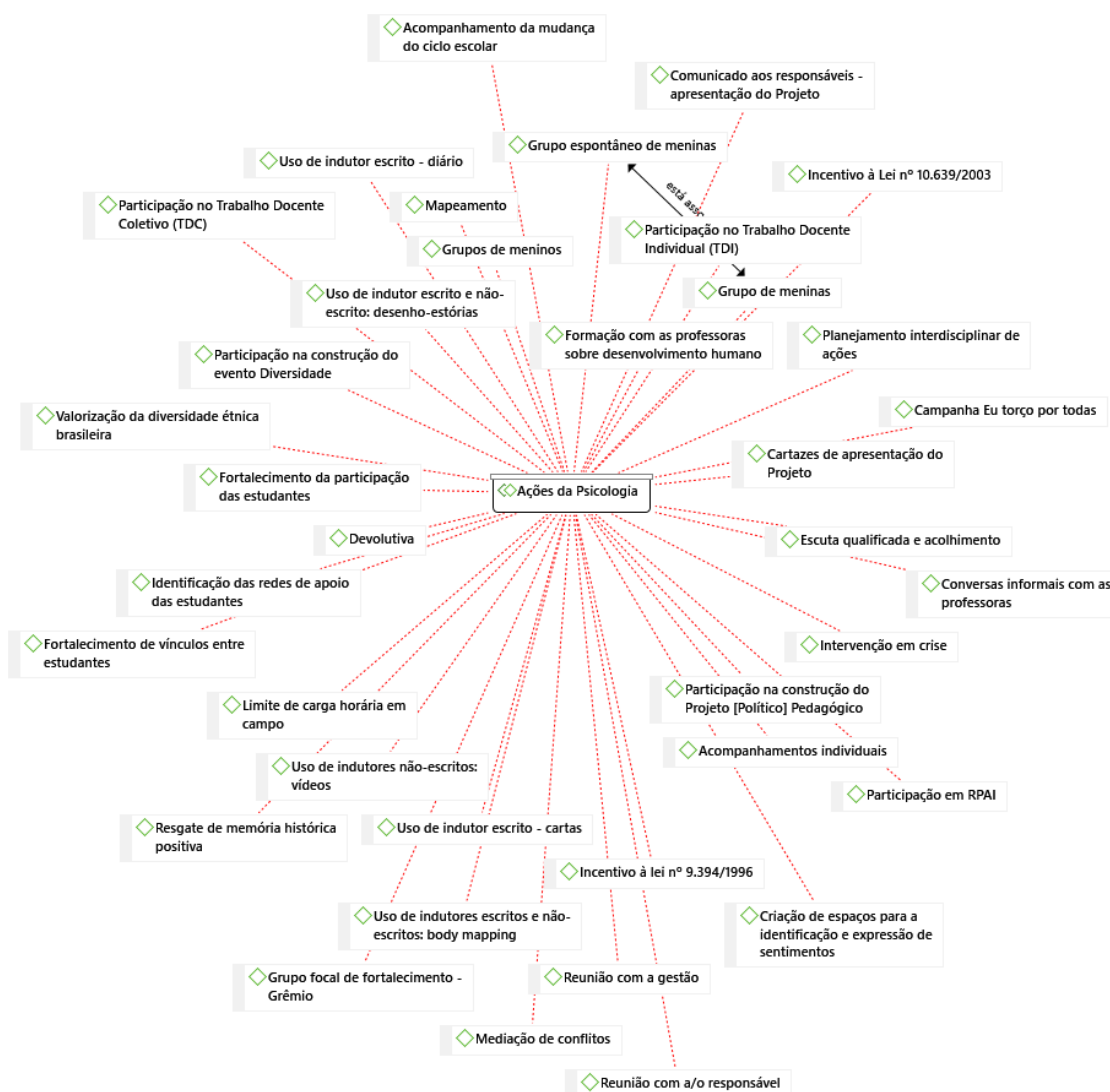 Acompanhamento da mudança
do ciclo escolar
Comunicado aos responsáveis -
apresentação do Projeto
Grupo espontâneo de meninas
Uso de indutor escrito - diário
Incentivo à Lei nº 10.639/2003
está asso
Participação no Trabalho Docente
Coletivo (TDC)
Mapeamento
Participação no Trabalho Docente
Individual (TDI)
Grupos de meninos
Uso de indutor escrito e não-
escrito: desenho-estórias
Grupo de meninas
Formação com as professoras
sobre desenvolvimento humano
Planejamento interdisciplinar de
ações
Participação na construção do
evento Diversidade
Valorização da diversidade étnica
brasileira
Campanha Eu torço por todas
Cartazes de apresentação do
Projeto
Fortalecimento da participação
das estudantes
Ações da Psicologia
Devolutiva
Escuta qualificada e acolhimento
Identificação das redes de apoio
das estudantes
Conversas informais com as
professoras
Fortalecimento de vínculos entre
estudantes
Intervenção em crise
Limite de carga horária em
campo
Participação na construção do
Projeto [Político] Pedagógico
Acompanhamentos individuais
Uso de indutores não-escritos:
vídeos
Participação em RPAI
Resgate de memória histórica
positiva
Uso de indutor escrito - cartas
Incentivo à lei nº 9.394/1996
Uso de indutores escritos e não-
escritos: body mapping
Criação de espaços para a
identificação e expressão de
sentimentos
Grupo focal de fortalecimento -
Grêmio
Reunião com a gestão
Mediação de conflitos
Reunião com a/o responsável